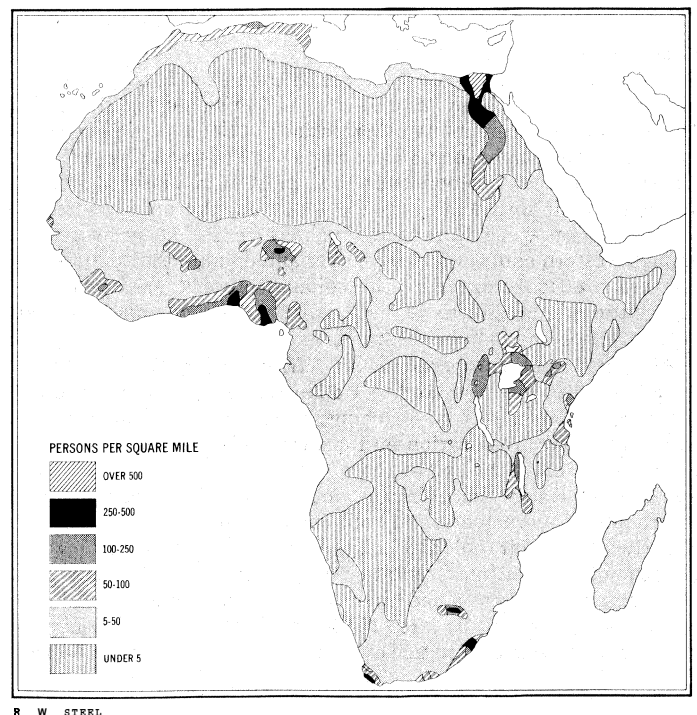 PERSONS PER SQUARE MILE
OVER 500
250-500
100-250
50-100
5-50
UNDER 5
R W STEEL